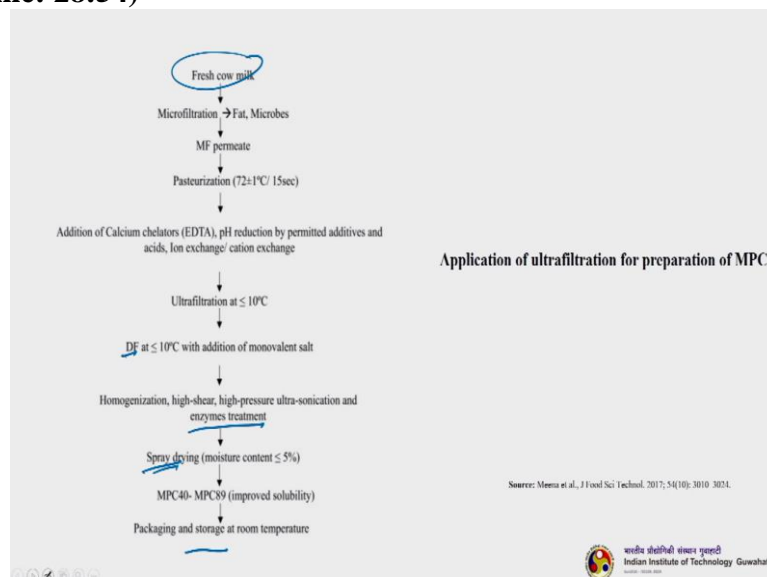 Fresh cow milk
Microfiltration → Fat, Microbes
MF permeate
Pasteurization (72±1ºC/ 15sec)
Addition of Calcium chelators (EDTA), pH reduction by permitted additives and
acids, Ion exchange/ cation exchange
Ultrafiltration at ≤ 10ºC
DF at ≤ 10ºC with addition of monovalent salt
Homogenization, high-shear, high-pressure ultra-sonication and
enzymes treatment
Spray drying (moisture content ≤ 5%)
MPC40- MPC89 (improved solubility)
Packaging and storage at room temperature
Application of ultrafiltration for preparation of MPC
Source: Meena et al., J Food Sci Technol. 2017; 54(10): 3010 3024.
भारतीय प्रौद्योगिकी संस्थान गुवाहाटी
Indian Institute of Technology Guwahat